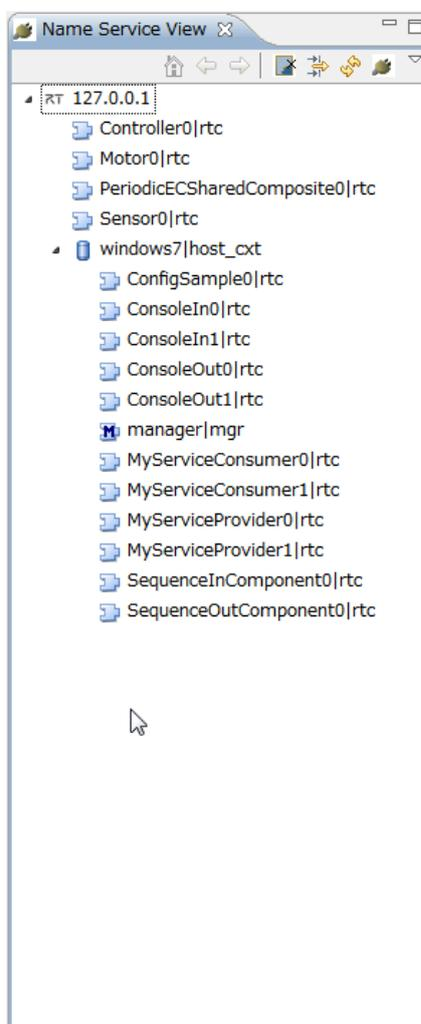 Name Service View
RT 127.0.0.1
Controller0|rtc
Motor0|rtc
PeriodicECSharedComposite0|rtc
Sensor0|rtc
windows7|host_cxt
ConfigSample0|rtc
ConsoleIn0|rtc
ConsoleIn1|rtc
ConsoleOut0|rtc
ConsoleOut1|rtc
M manager|mgr
MyServiceConsumer0|rtc
MyServiceConsumer1|rtc
MyServiceProvider0|rtc
MyServiceProvider1|rtc
SequenceInComponent0|rtc
SequenceOutComponent0|rtc